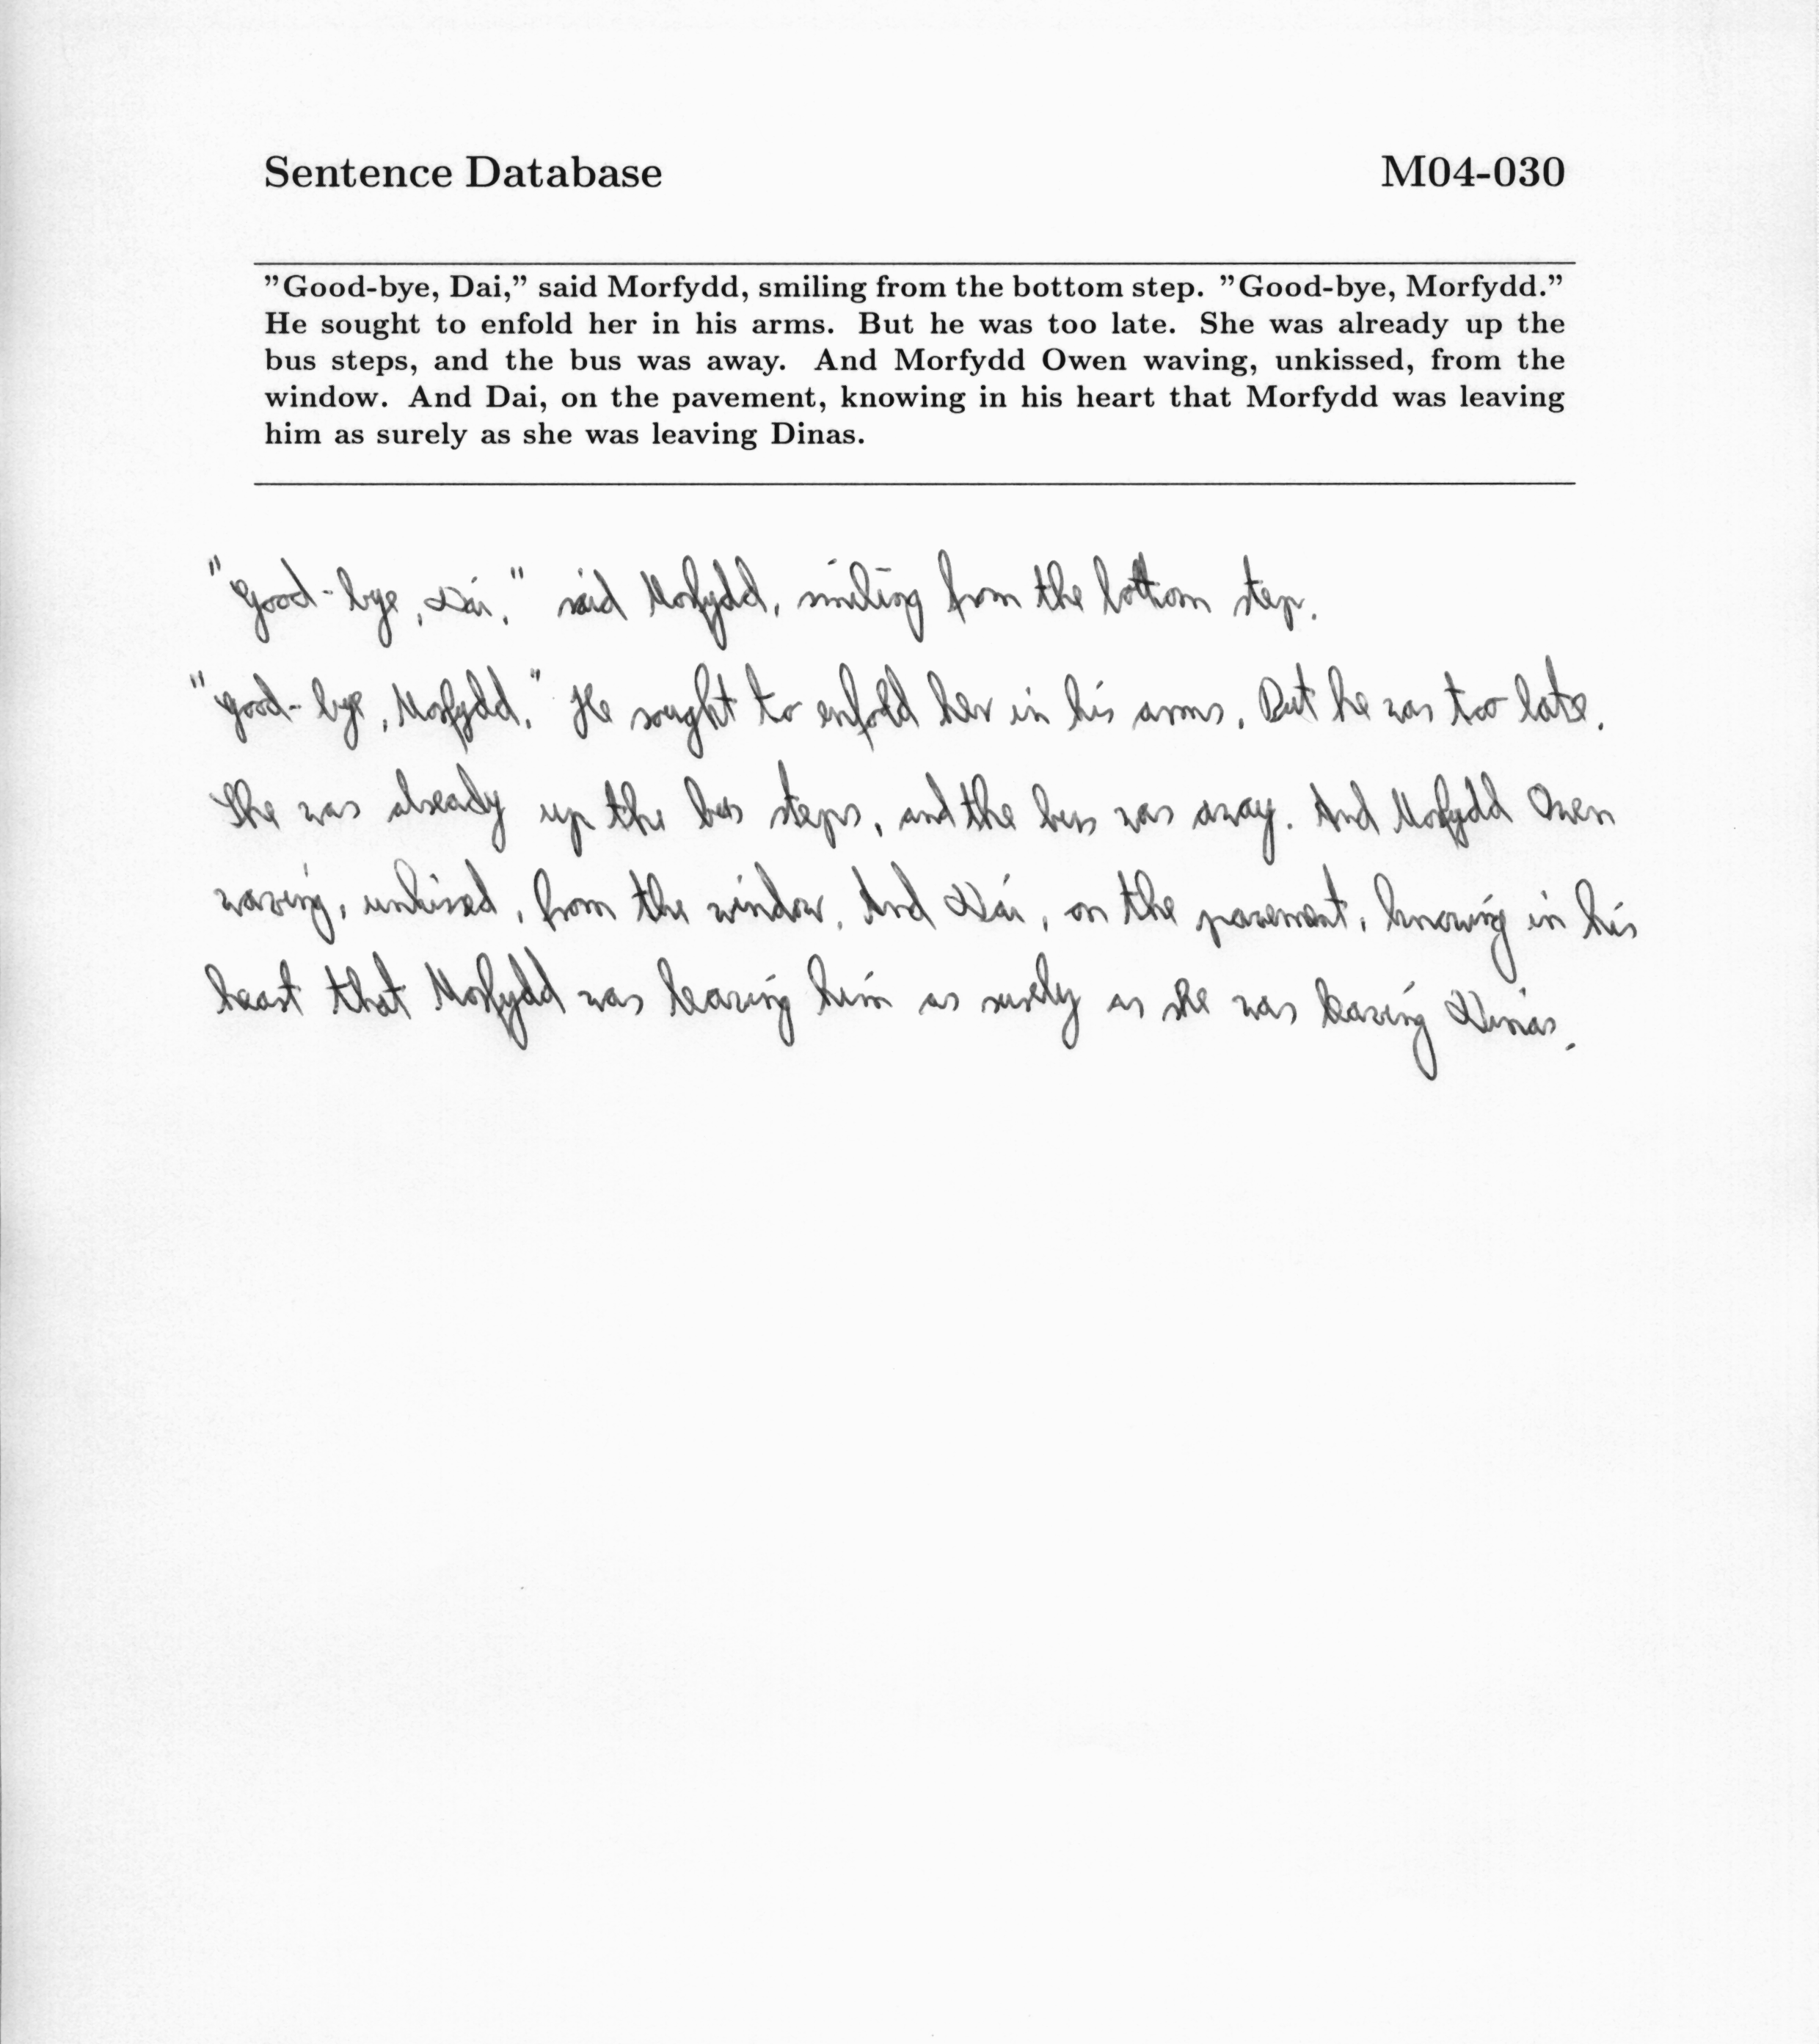 Sentence Database M04-030
"Good-bye, Dai," said Morfydd, smiling from the bottom step. "Good-bye, Morfydd."
He sought to enfold her in his arms. But he was too late. She was already up the
bus steps, and the bus was away. And Morfydd Owen waving, unkissed, from the
window. And Dai, on the pavement, knowing in his heart that Morfydd was leaving
him as surely as she was leaving Dinas.
"Good-bye, Dai," said Morfydd, smiling from the bottom step.
"Good-bye, Morfydd." He sought to enfold her in his arms. But he was too late.
She was already up the bus steps, and the bus was away. And Morfydd Owen
waving, unkissed, from the window. And Dai, on the pavement, knowing in his
heart that Morfydd was leaving him as surely as she was leaving Dinas.